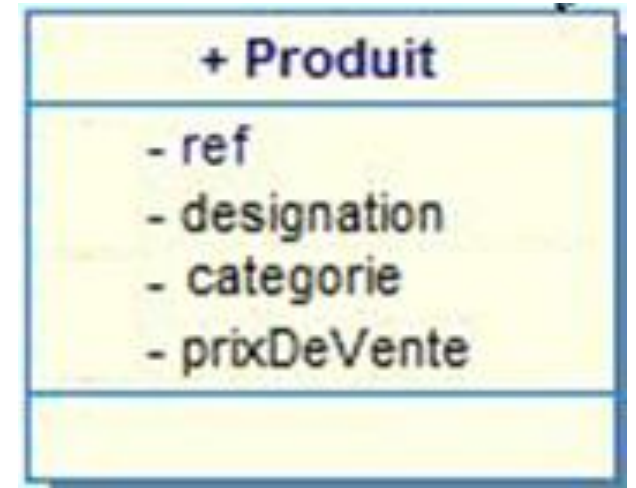 + Produit
- ref
- designation
- categorie
- prixDeVente